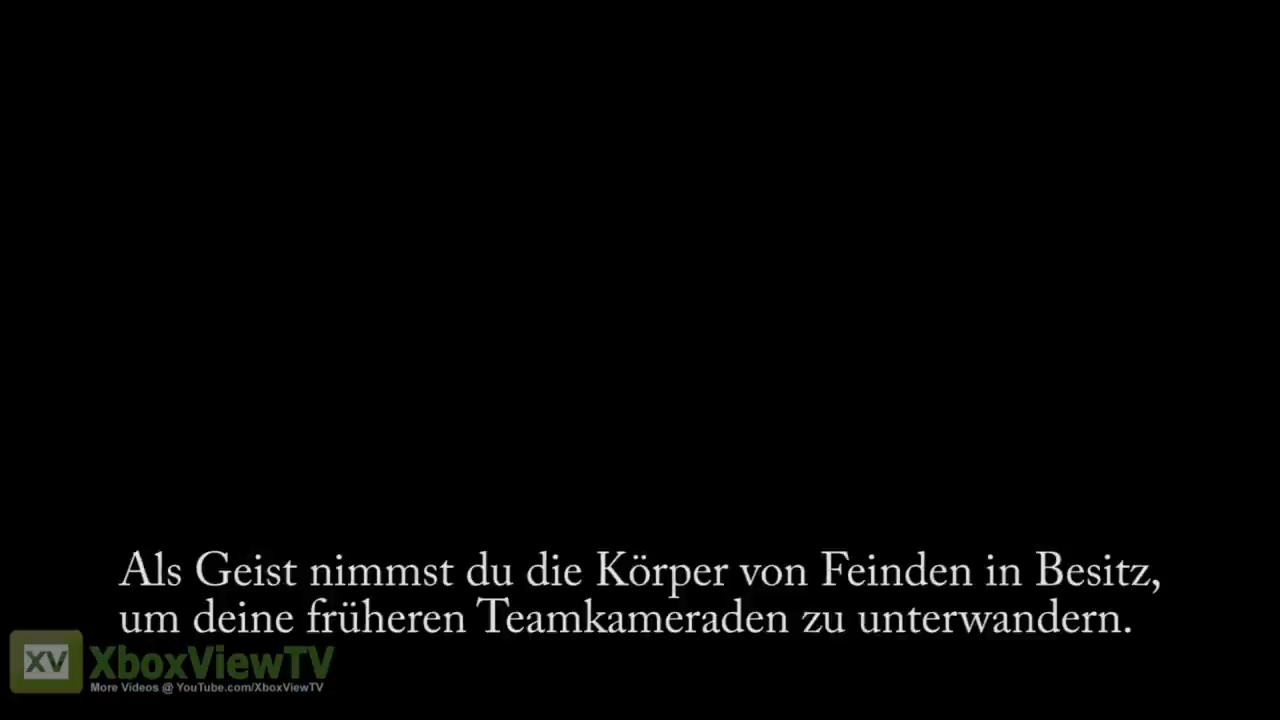 Als Geist nimmst du die Körper von Feinden in Besitz,
um deine früheren Teamkameraden zu unterwandern.
XV XboxViewTV
More Videos @ YouTube.com/XboxViewTV